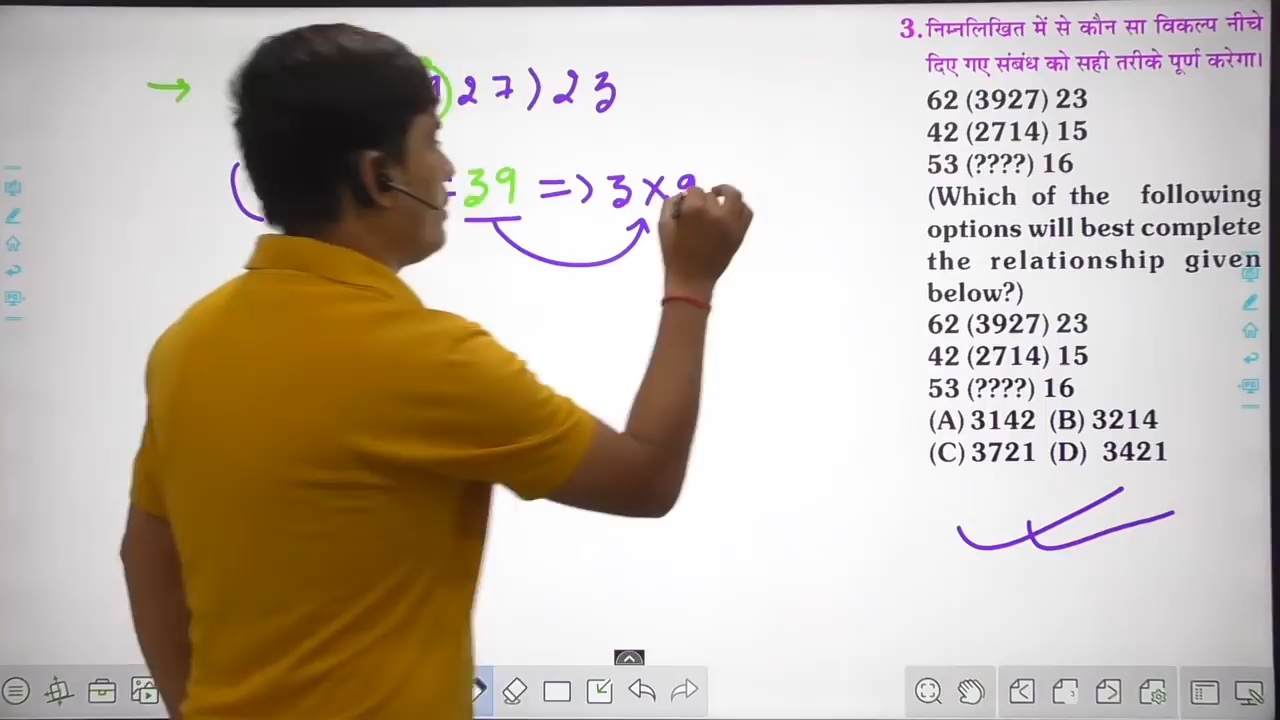 27)23
39 => 3×9
3. निम्नलिखित में से कौन सा विकल्प नीचे
दिए गए संबंध को सही तरीके पूर्ण करेगा।
62 (3927) 23
42 (2714) 15
53 (????) 16
(Which of the following
options will best complete
the relationship given
below?)
62 (3927) 23
42 (2714) 15
53 (????) 16
(A) 3142 (B) 3214
(C) 3721 (D) 3421